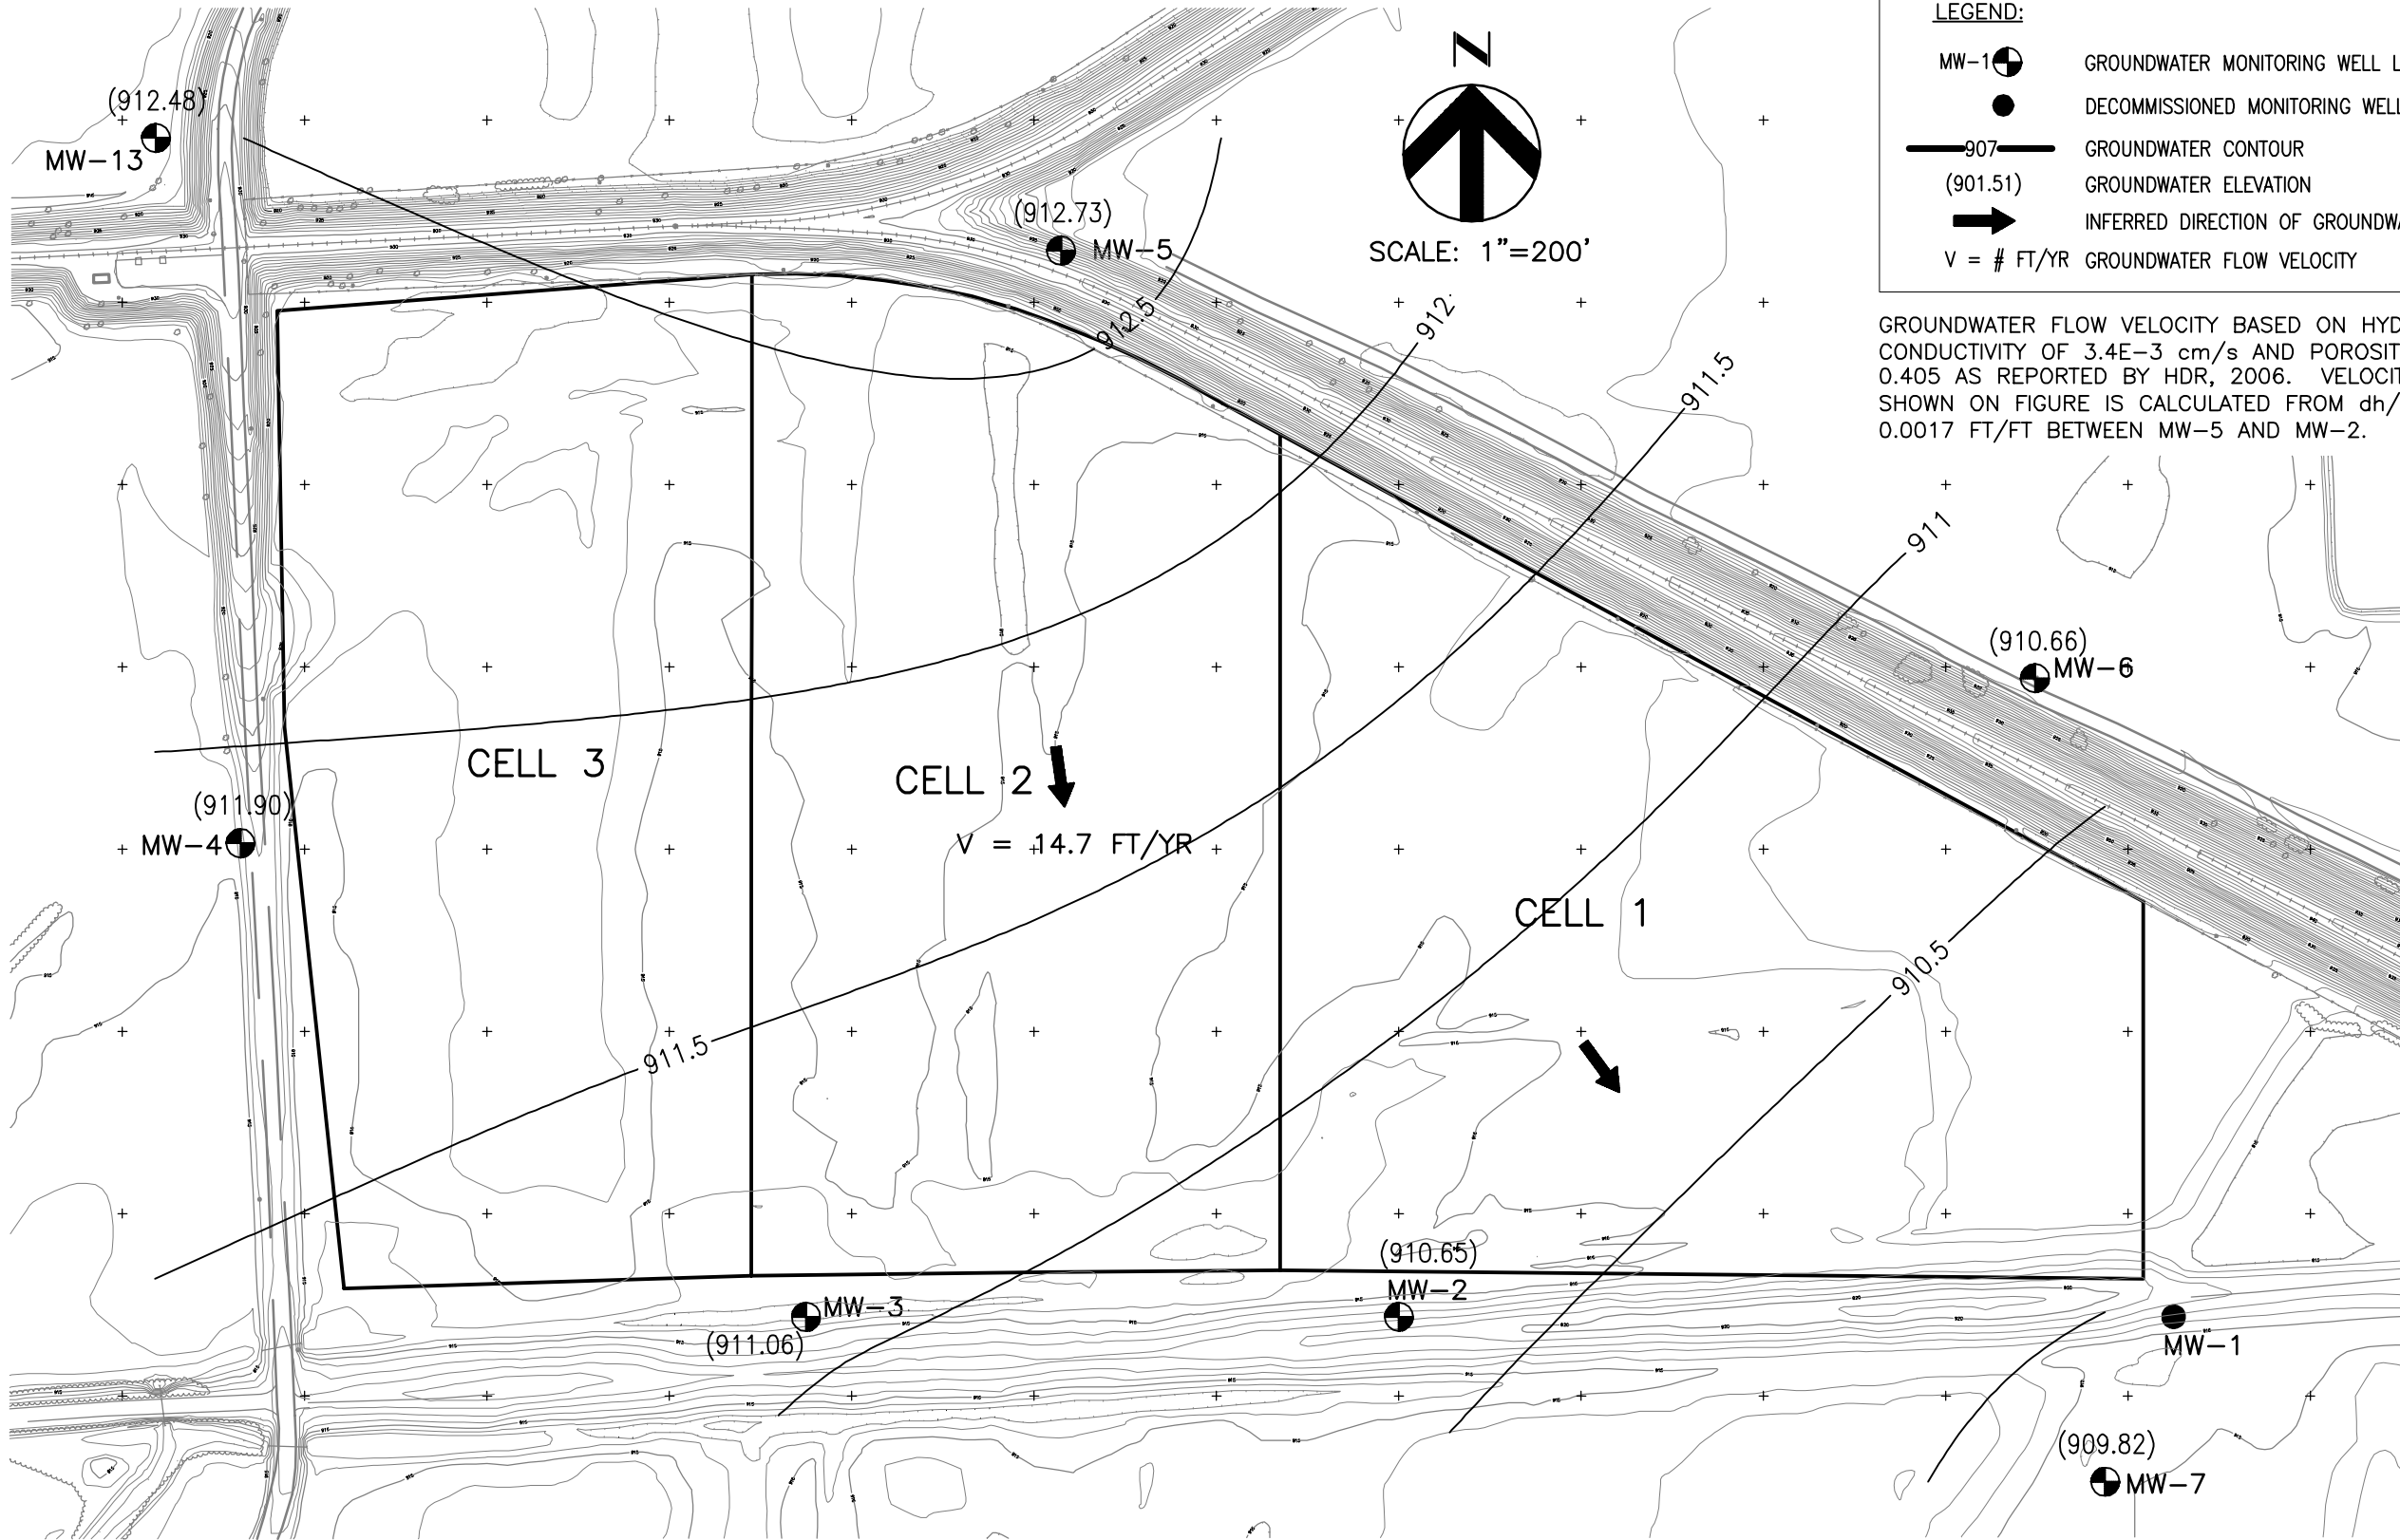 LEGEND:
MW-1 GROUNDWATER MONITORING WELL L
DECOMMISSIONED MONITORING WELL
907 GROUNDWATER CONTOUR
(901.51) GROUNDWATER ELEVATION
INFERRED DIRECTION OF GROUNDWA
V = # FT/YR GROUNDWATER FLOW VELOCITY
N
SCALE: 1"=200'
GROUNDWATER FLOW VELOCITY BASED ON HYD
CONDUCTIVITY OF 3.4E-3 cm/s AND POROSIT
0.405 AS REPORTED BY HDR, 2006. VELOCIT
SHOWN ON FIGURE IS CALCULATED FROM dh/
0.0017 FT/FT BETWEEN MW-5 AND MW-2.
(912.48)
MW-13
(912.73)
MW-5
912.5
912
911.5
911
(910.66)
MW-6
CELL 3
CELL 2
(911.90)
MW-4
V = 14.7 FT/YR
CELL 1
910.5
911.5
(910.65)
MW-2
MW-3
(911.06)
MW-1
(909.82)
MW-7